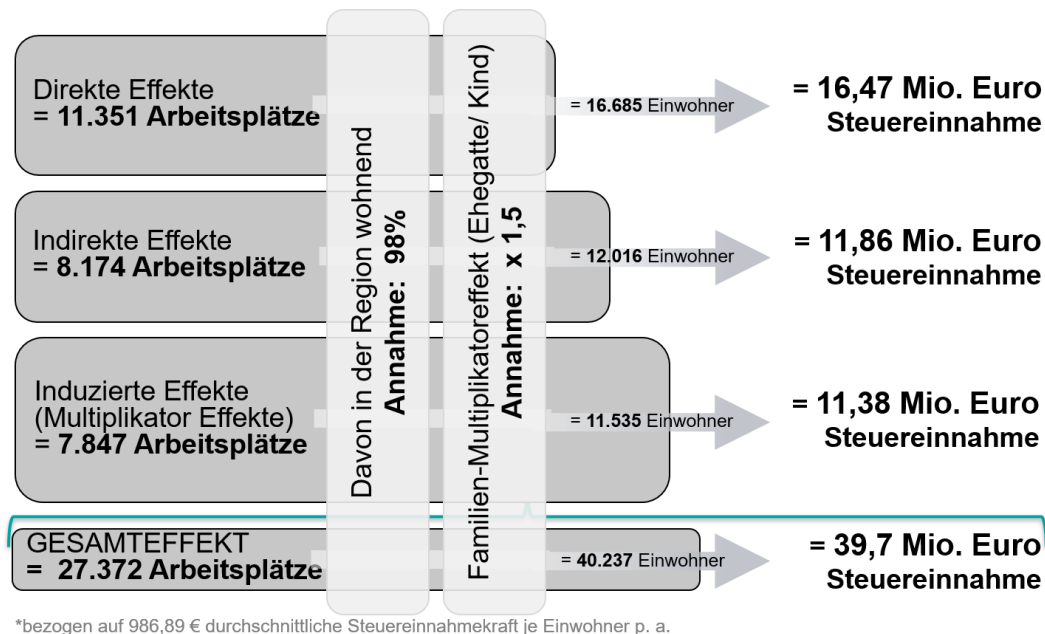 Direkte Effekte
= 11.351 Arbeitsplätze
= 16.685 Einwohner
= 16,47 Mio. Euro
Steuereinnahme
Indirekte Effekte
= 8.174 Arbeitsplätze
= 12.016 Einwohner
= 11,86 Mio. Euro
Steuereinnahme
Induzierte Effekte
(Multiplikator Effekte)
= 7.847 Arbeitsplätze
= 11.535 Einwohner
= 11,38 Mio. Euro
Steuereinnahme
GESAMTEFFEKT
= 27.372 Arbeitsplätze
= 40.237 Einwohner
= 39,7 Mio. Euro
Steuereinnahme
Davon in der Region wohnend
Annahme: 98%
Familien-Multiplikatoreffekt (Ehegatte/ Kind)
Annahme: x 1,5
*bezogen auf 986,89 € durchschnittliche Steuereinnahmekraft je Einwohner p. a.